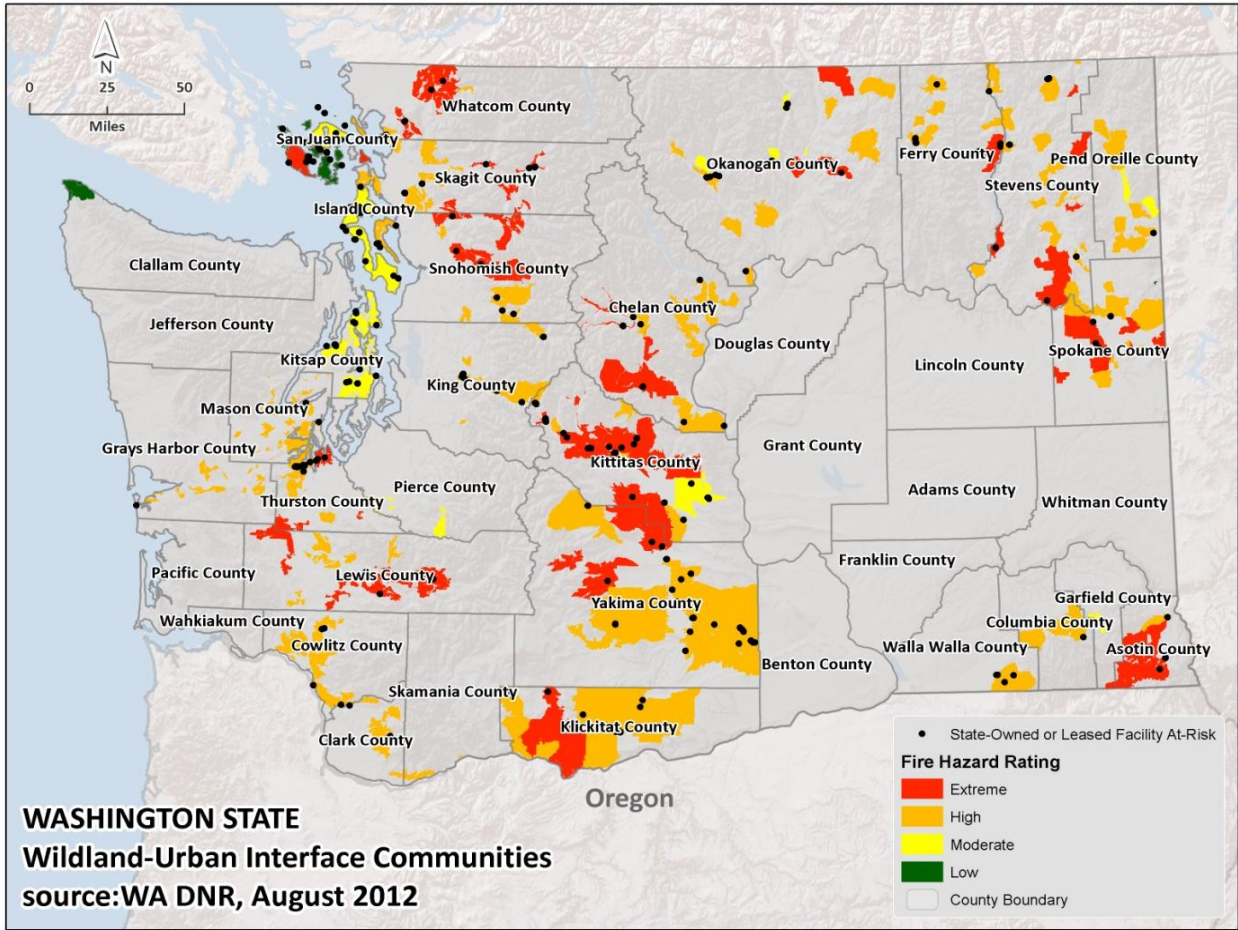 N
0 25 50
Miles
Whatcom County
San Juan County
Skagit County
Okanogan County
Ferry County
Pend Oreille County
Stevens County
Island County
Clallam County
Snohomish County
Chelan County
Jefferson County
Douglas County
Lincoln County
Spokane County
Kitsap County
King County
Mason County
Grays Harbor County
Grant County
Kittitas County
Pierce County
Adams County
Whitman County
Thurston County
Pacific County
Lewis County
Franklin County
Garfield County
Yakima County
Wahkiakum County
Columbia County
Cowlitz County
Walla Walla County
Asotin County
Benton County
Skamania County
Klickitat County
Clark County
Oregon
WASHINGTON STATE
Wildland-Urban Interface Communities
source:WA DNR, August 2012
State-Owned or Leased Facility At-Risk
Fire Hazard Rating
Extreme
High
Moderate
Low
County Boundary